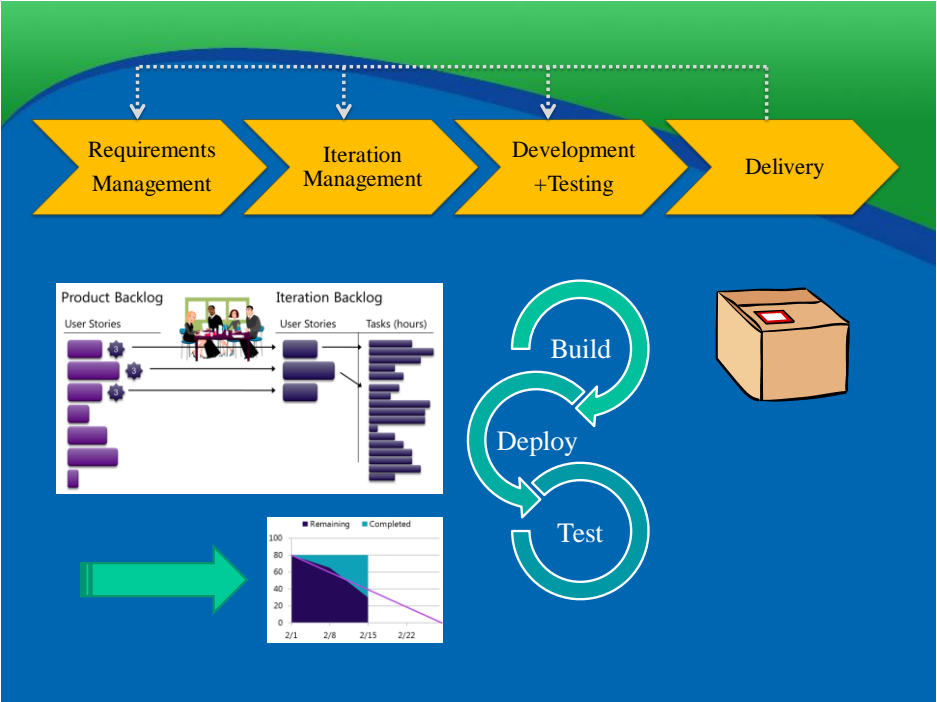 Requirements
Management
Iteration
Management
Development
+Testing
Delivery
Product Backlog
Iteration Backlog
User Stories
User Stories
Tasks (hours)
3
3
3
Build
Deploy
Test
Remaining
Completed
100
80
60
40
20
0
2/1
2/8
2/15
2/22